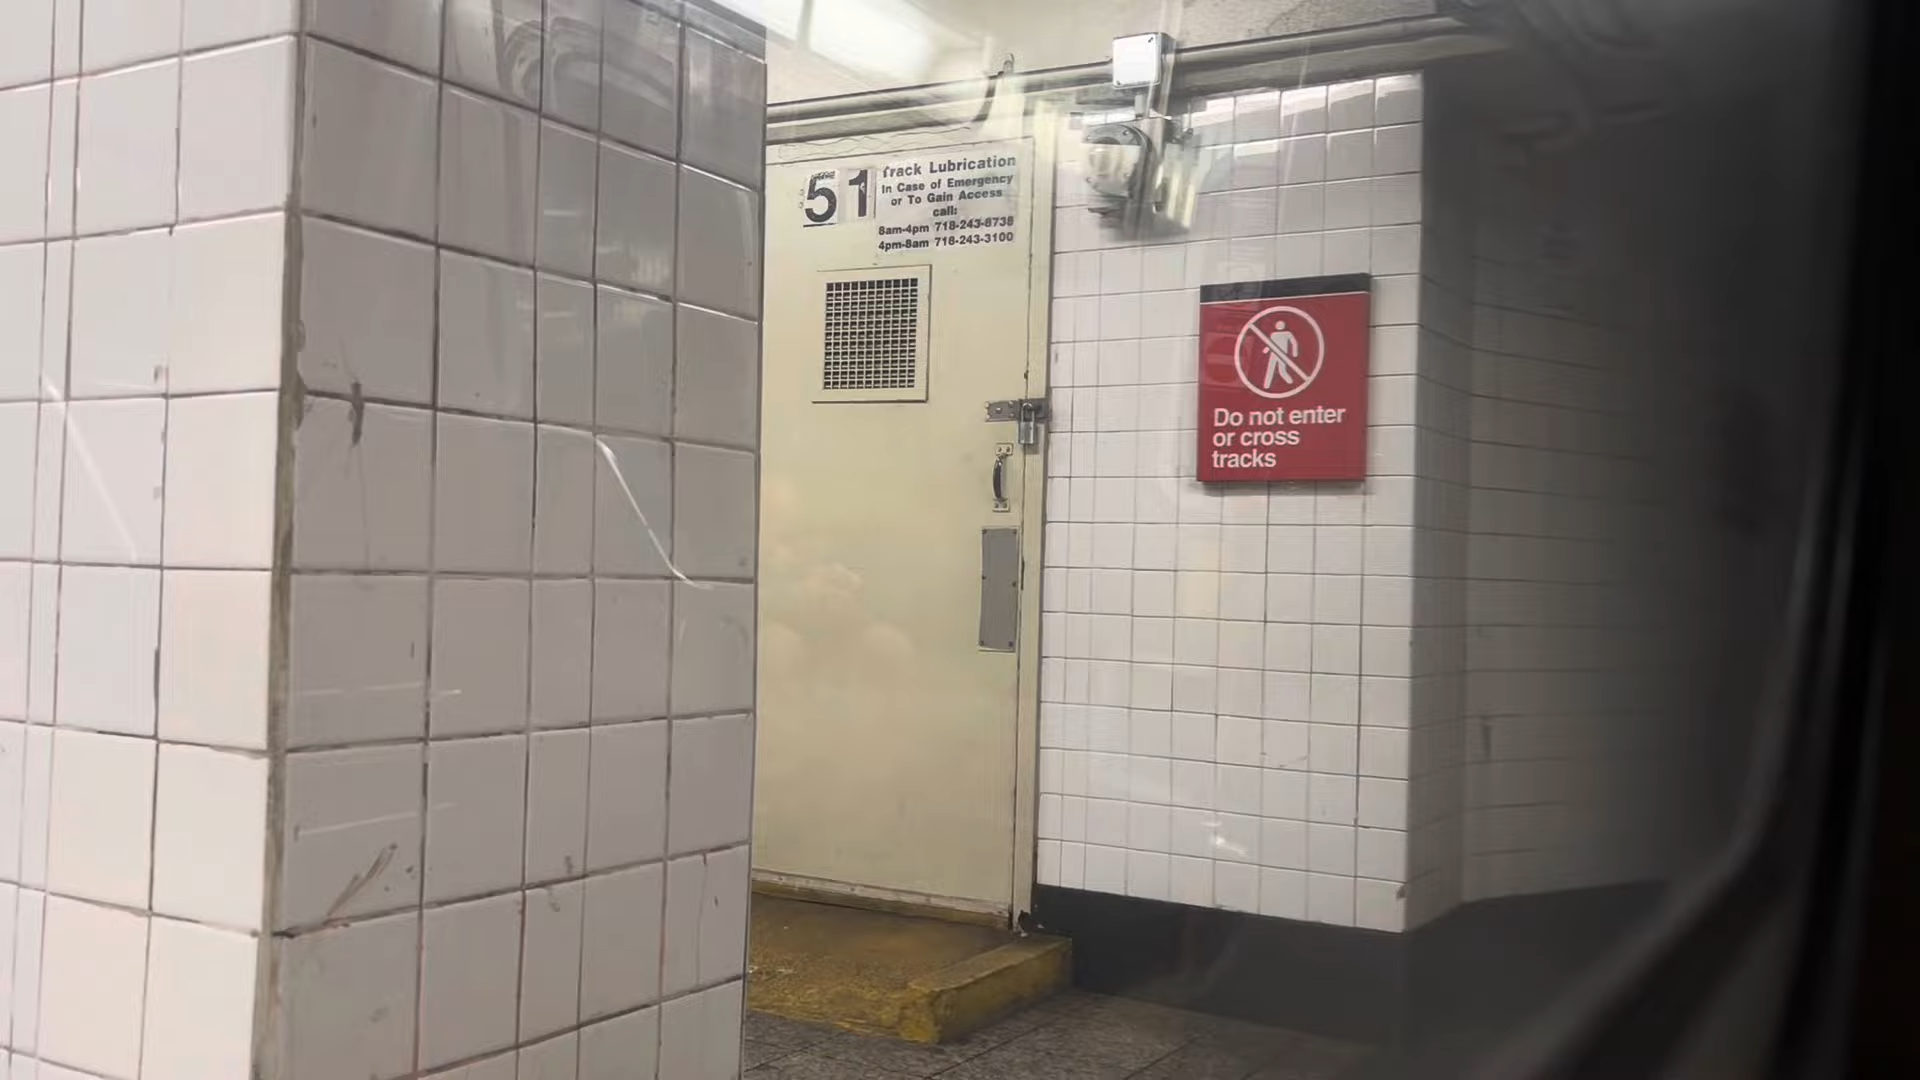 51
Track Lubrication
In Case of Emergency
or To Gain Access
call:
8am-4pm 718-243-8738
4pm-8am 718-243-3100
Do not enter
or cross
tracks